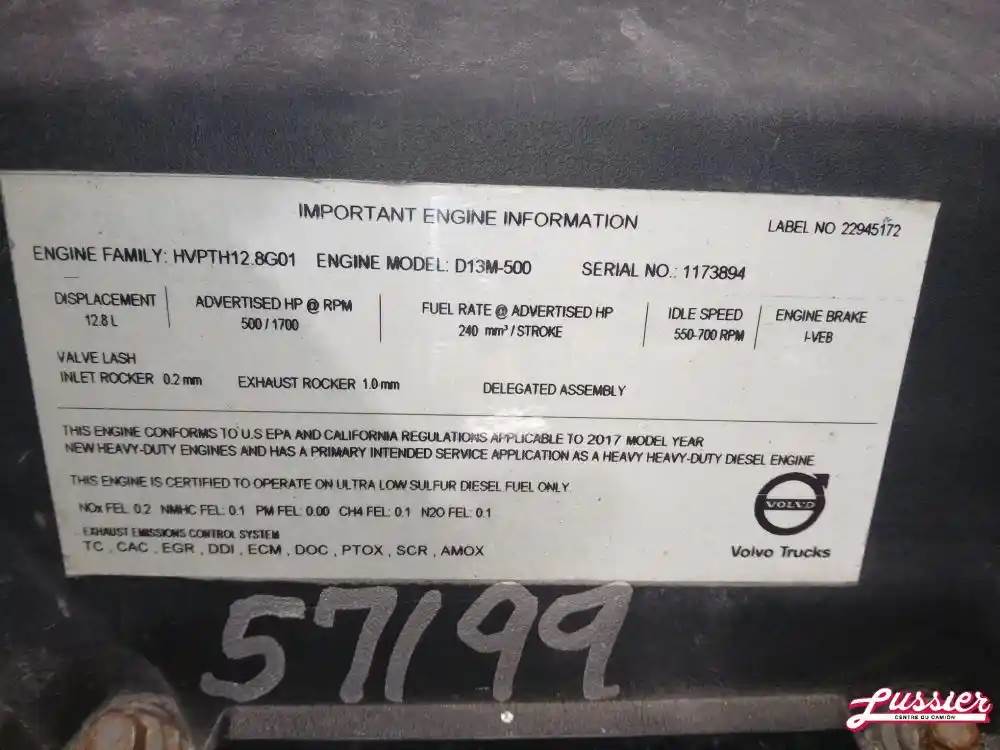 IMPORTANT ENGINE INFORMATION
LABEL NO 22945172
ENGINE FAMILY: HVPTH12.8G01 ENGINE MODEL: D13M-500 SERIAL NO.: 1173894
DISPLACEMENT ADVERTISED HP @ RPM FUEL RATE @ ADVERTISED HP IDLE SPEED ENGINE BRAKE
12.8 L 500 / 1700 240 mm³ / STROKE 550-700 RPM I-VEB
VALVE LASH
INLET ROCKER 0.2 mm EXHAUST ROCKER 1.0 mm DELEGATED ASSEMBLY
THIS ENGINE CONFORMS TO U.S EPA AND CALIFORNIA REGULATIONS APPLICABLE TO 2017 MODEL YEAR
NEW HEAVY-DUTY ENGINES AND HAS A PRIMARY INTENDED SERVICE APPLICATION AS A HEAVY HEAVY-DUTY DIESEL ENGINE
THIS ENGINE IS CERTIFIED TO OPERATE ON ULTRA LOW SULFUR DIESEL FUEL ONLY
NOx FEL 0.2 NMHC FEL: 0.1 PM FEL: 0.00 CH4 FEL: 0.1 N2O FEL: 0.1
EXHAUST EMISSIONS CONTROL SYSTEM
TC , CAC , EGR , DDI , ECM , DOC , PTOX , SCR , AMOX
VOLVO
Volvo Trucks
57199
Lussier
CENTRE DU CAMION